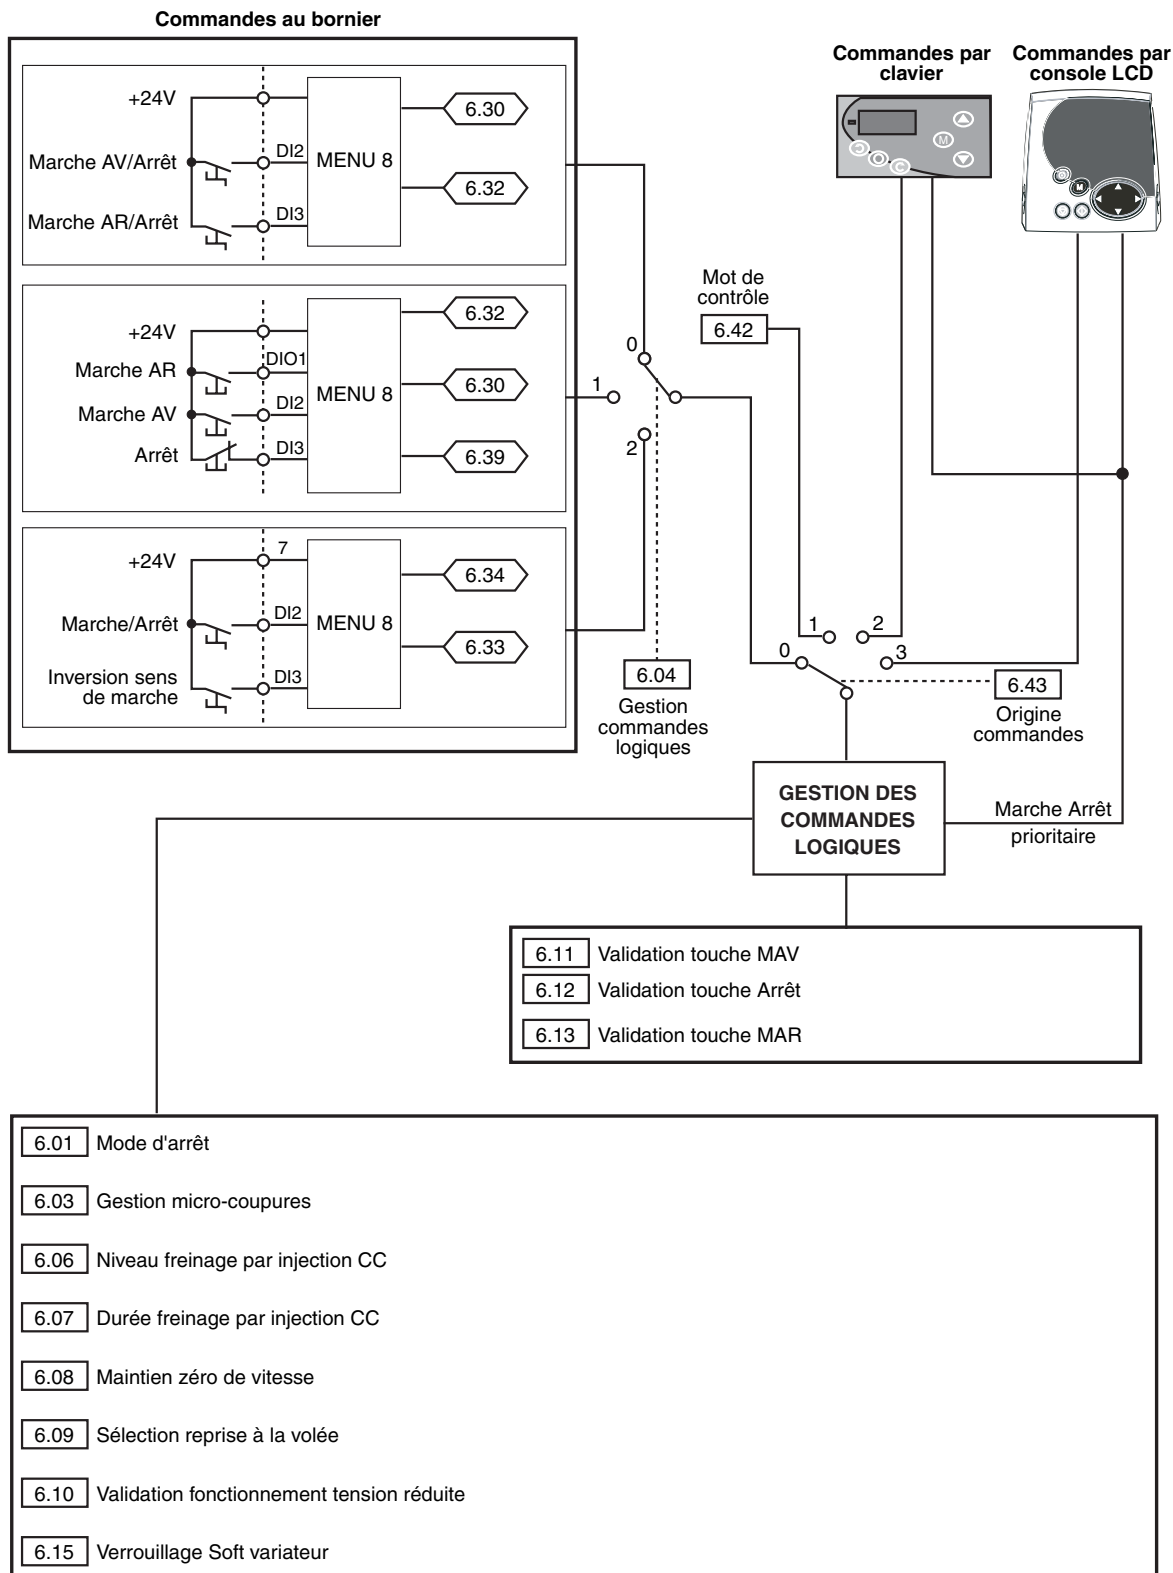 Commandes au bornier
Commandes par
clavier
Commandes par
console LCD
+24V
Marche AV/Arrêt
Marche AR/Arrêt
DI2
DI3
MENU 8
6.30
6.32
+24V
Marche AR
Marche AV
Arrêt
DIO1
DI2
DI3
MENU 8
6.32
6.30
6.39
+24V
Marche/Arrêt
Inversion sens
de marche
7
DI2
DI3
MENU 8
6.34
6.33
0
1
2
6.04
Gestion
commandes
logiques
Mot de
contrôle
6.42
M
M
0
1
2
3
6.43
Origine
commandes
GESTION DES
COMMANDES
LOGIQUES
Marche Arrêt
prioritaire
6.11 Validation touche MAV
6.12 Validation touche Arrêt
6.13 Validation touche MAR
6.01 Mode d'arrêt
6.03 Gestion micro-coupures
6.06 Niveau freinage par injection CC
6.07 Durée freinage par injection CC
6.08 Maintien zéro de vitesse
6.09 Sélection reprise à la volée
6.10 Validation fonctionnement tension réduite
6.15 Verrouillage Soft variateur